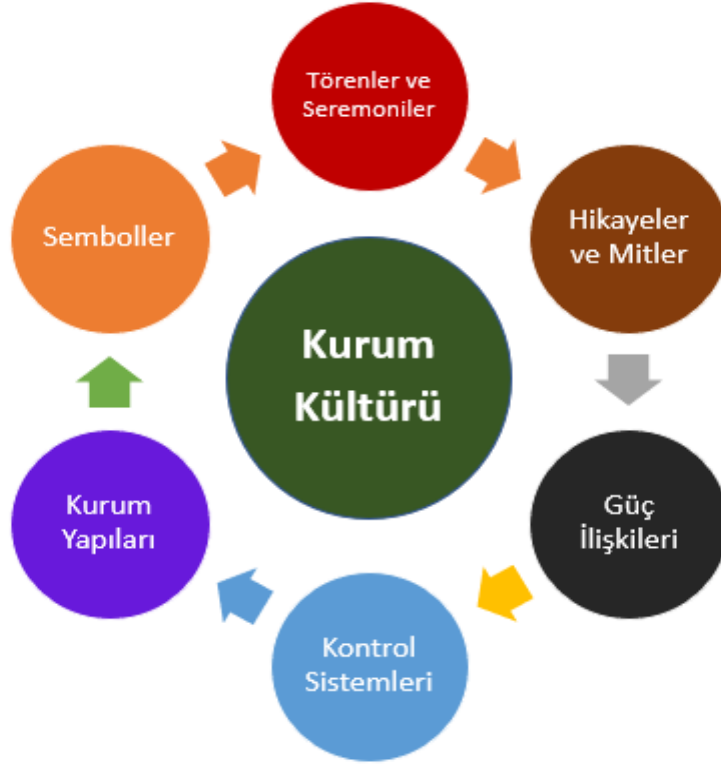 Törenler ve
Seremoniler
Hikayeler
ve Mitler
Güç
İlişkileri
Kontrol
Sistemleri
Kurum
Yapıları
Semboller
Kurum
Kültürü